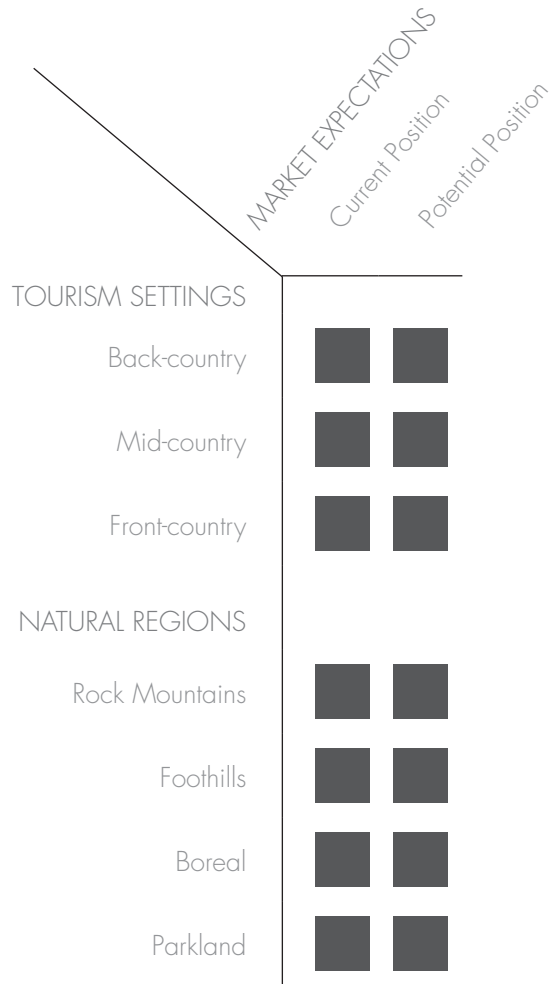 MARKET EXPECTATIONS
Current Position
Potential Position
TOURISM SETTINGS
Back-country
Mid-country
Front-country
NATURAL REGIONS
Rock Mountains
Foothills
Boreal
Parkland